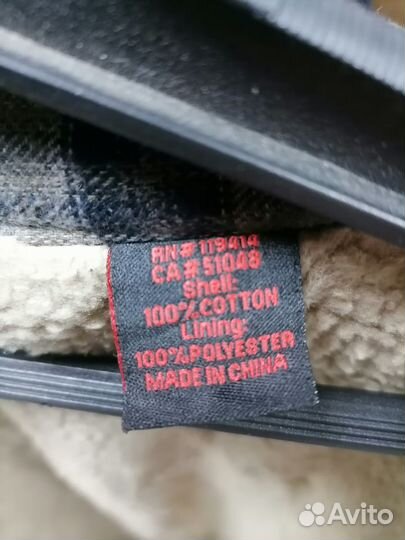 RN # 119414
CA # 51048
Shell:
100% COTTON
Lining:
100% POLYESTER
MADE IN CHINA
Avito